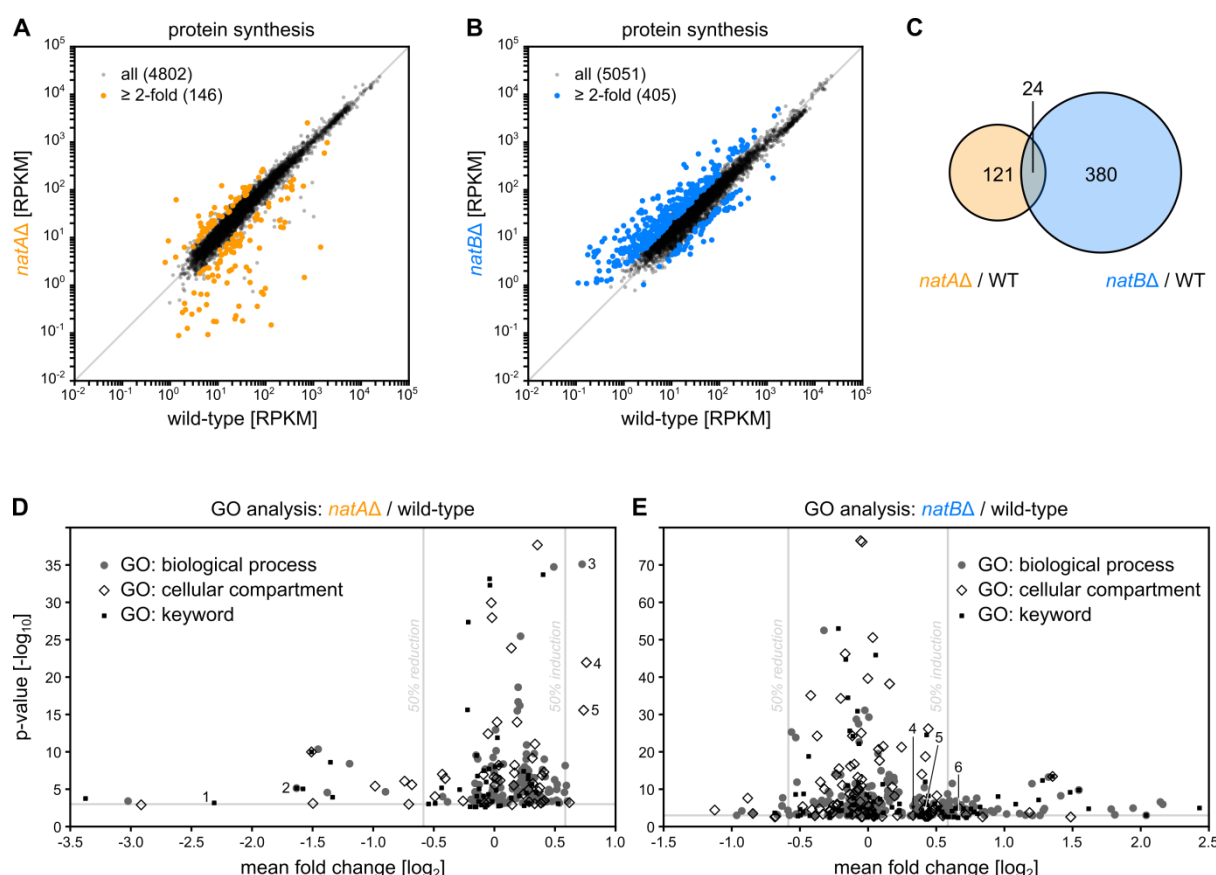 A
protein synthesis
natAΔ [RPKM]
10^5
10^4
10^3
10^2
10^1
10^0
10^-1
10^-2
all (4802)
≥ 2-fold (146)
10^-2 10^-1 10^0 10^1 10^2 10^3 10^4 10^5
wild-type [RPKM]
B
protein synthesis
natBΔ [RPKM]
10^5
10^4
10^3
10^2
10^1
10^0
10^-1
10^-2
all (5051)
≥ 2-fold (405)
10^-2 10^-1 10^0 10^1 10^2 10^3 10^4 10^5
wild-type [RPKM]
C
24
121
380
natAΔ / WT
natBΔ / WT
D
GO analysis: natAΔ / wild-type
p-value [-log10]
35
30
25
20
15
10
5
0
GO: biological process
GO: cellular compartment
GO: keyword
50% reduction
50% induction
3
4
5
2
1
-3.5 -3.0 -2.5 -2.0 -1.5 -1.0 -0.5 0.0 0.5 1.0
mean fold change [log2]
E
GO analysis: natBΔ / wild-type
80
70
60
50
40
30
20
10
0
GO: biological process
GO: cellular compartment
GO: keyword
50% reduction
50% induction
4
5
6
-1.5 -1.0 -0.5 0.0 0.5 1.0 1.5 2.0 2.5
mean fold change [log2]